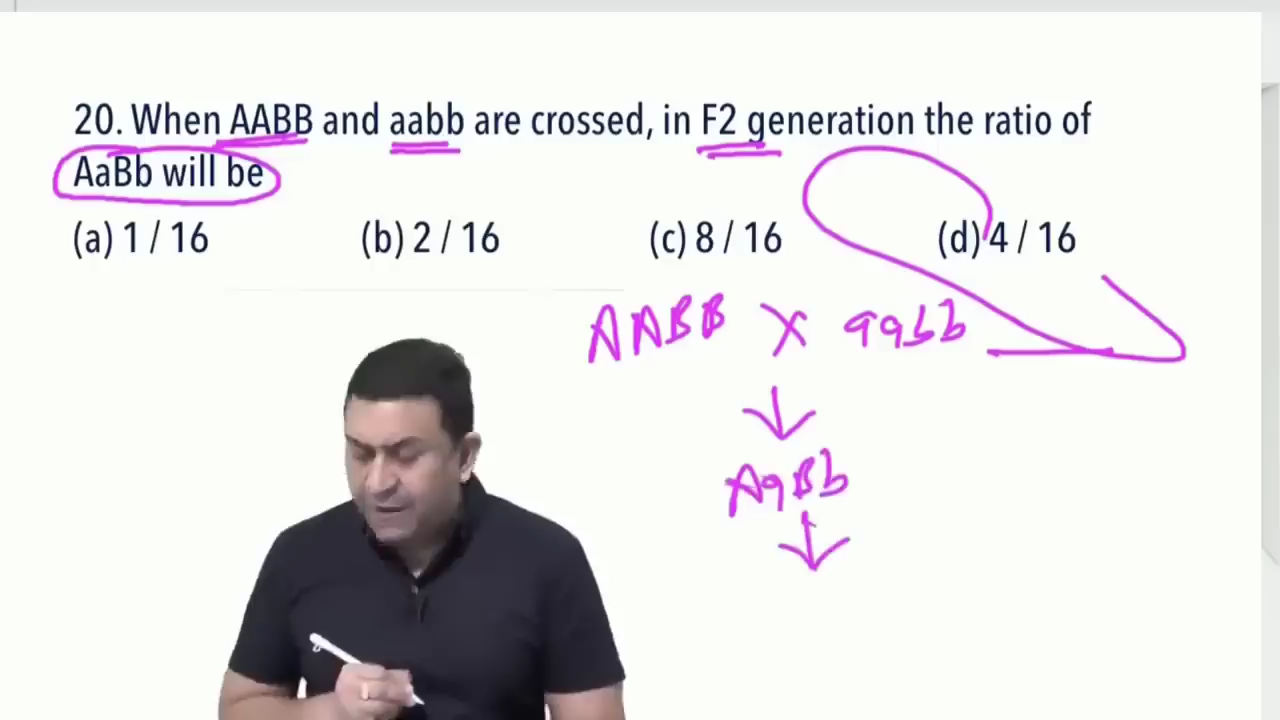 20. When AABB and aabb are crossed, in F2 generation the ratio of
AaBb will be
(a) 1 / 16 (b) 2 / 16 (c) 8 / 16 (d) 4 / 16
AABB X aabb
AaBb